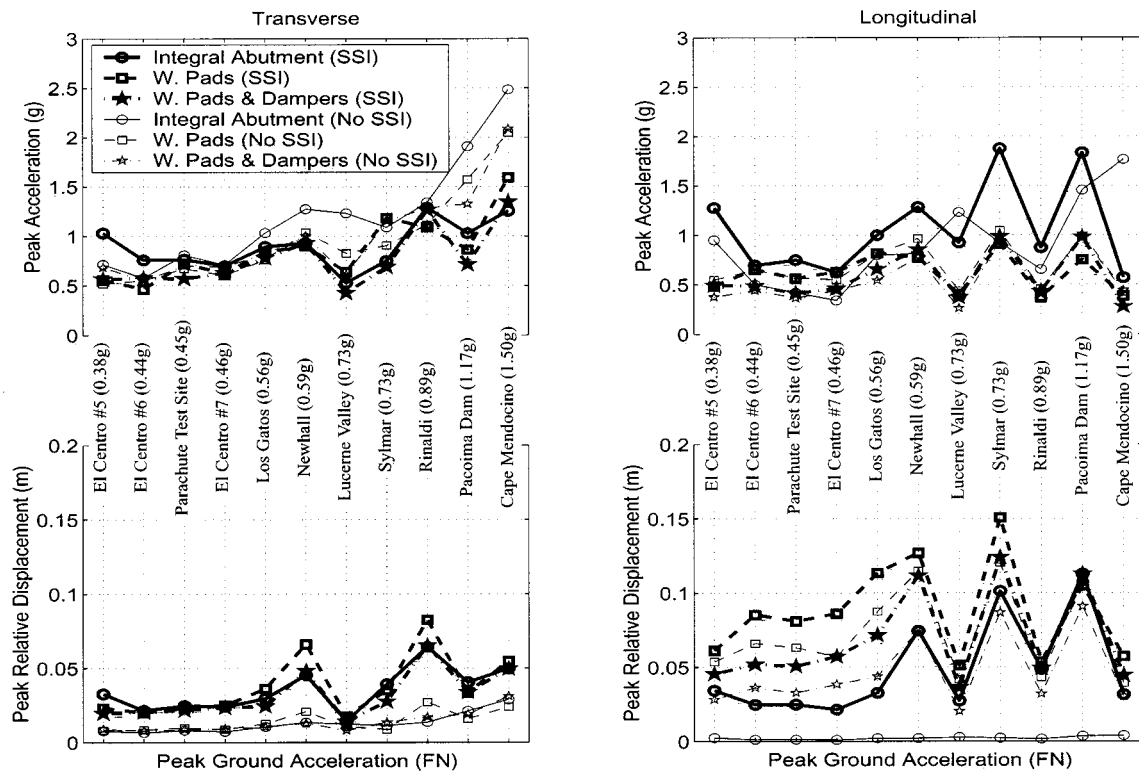 Transverse
3
2.5
2
1.5
1
0.5
0
Peak Acceleration (g)
Integral Abutment (SSI)
W. Pads (SSI)
W. Pads & Dampers (SSI)
Integral Abutment (No SSI)
W. Pads (No SSI)
W. Pads & Dampers (No SSI)
El Centro #5 (0.38g)
El Centro #6 (0.44g)
Parachute Test Site (0.45g)
El Centro #7 (0.46g)
Los Gatos (0.56g)
Newhall (0.59g)
Lucerne Valley (0.73g)
Sylmar (0.73g)
Rinaldi (0.89g)
Pacoima Dam (1.17g)
Cape Mendocino (1.50g)
0.2
0.15
0.1
0.05
0
Peak Relative Displacement (m)
Peak Ground Acceleration (FN)
Longitudinal
3
2.5
2
1.5
1
0.5
0
Peak Acceleration (g)
El Centro #5 (0.38g)
El Centro #6 (0.44g)
Parachute Test Site (0.45g)
El Centro #7 (0.46g)
Los Gatos (0.56g)
Newhall (0.59g)
Lucerne Valley (0.73g)
Sylmar (0.73g)
Rinaldi (0.89g)
Pacoima Dam (1.17g)
Cape Mendocino (1.50g)
0.2
0.15
0.1
0.05
0
Peak Relative Displacement (m)
Peak Ground Acceleration (FN)